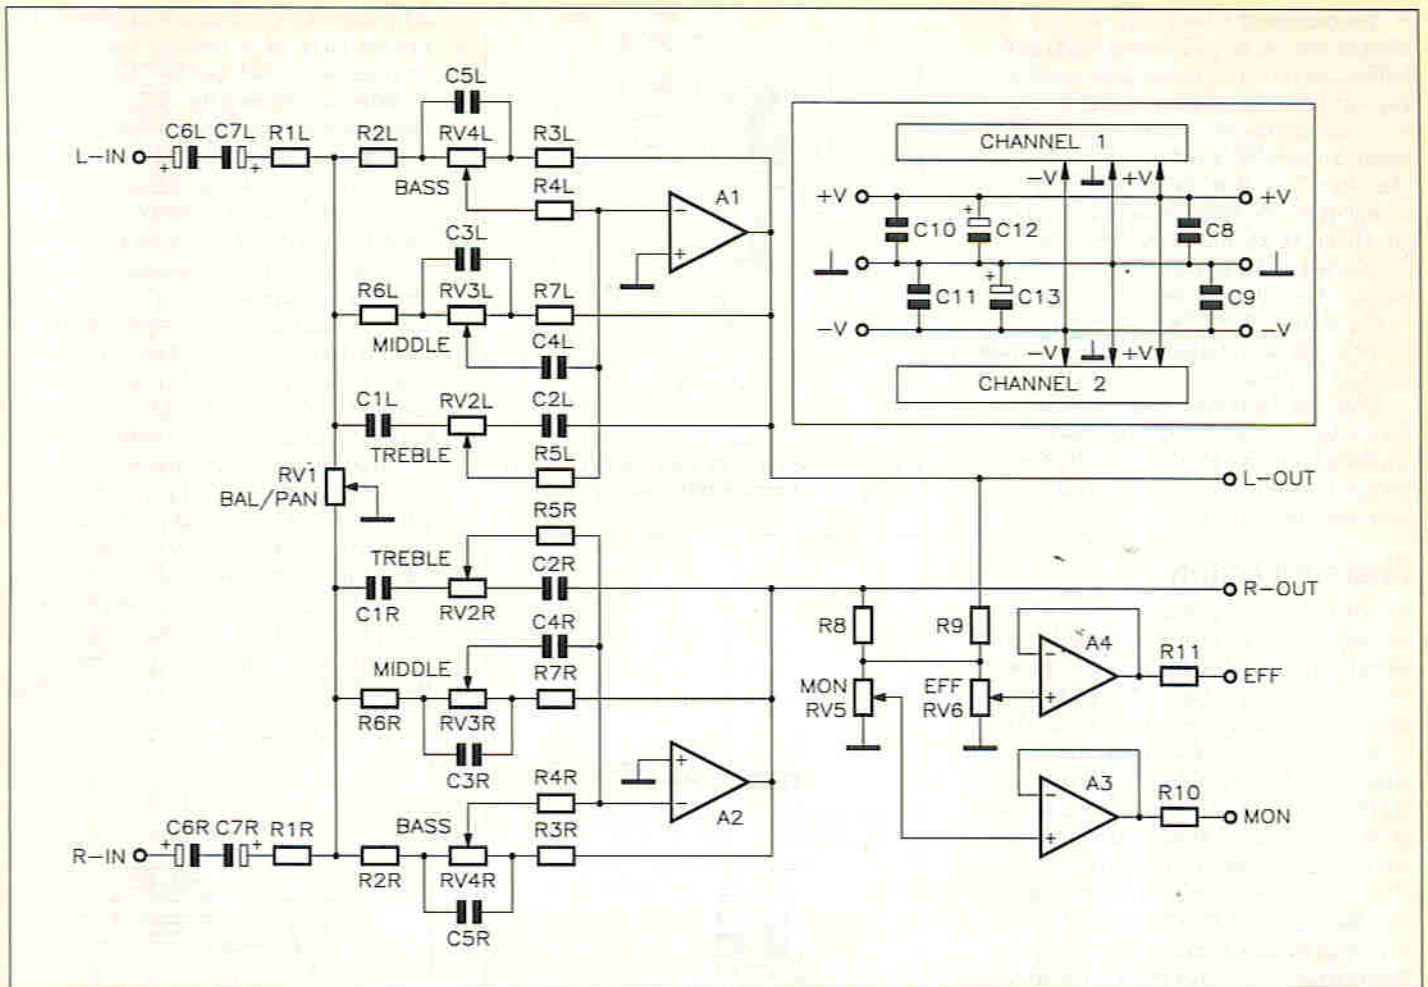 C5L
C6L C7L R1L R2L RV4L R3L
L-IN + +
BASS R4L
A1
−
+
C3L
R6L RV3L R7L
MIDDLE C4L
C1L RV2L C2L
TREBLE R5L
RV1
BAL/PAN
R5R
TREBLE C2R
C1R RV2R C4R
MIDDLE R7R
R6R RV3R
C3R
R4R
+
−
A2
C6R C7R R1R BASS R3R
R-IN + +
R2R RV4R
C5R
CHANNEL 1
−V +V
+V + +V
C10 C12 C8
+
C11 C13 C9
−V −V
−V +V
CHANNEL 2
L-OUT
R-OUT
R8 R9
A4
−
+
R11
EFF
MON
RV5
EFF
RV6
A3
−
+
R10
MON